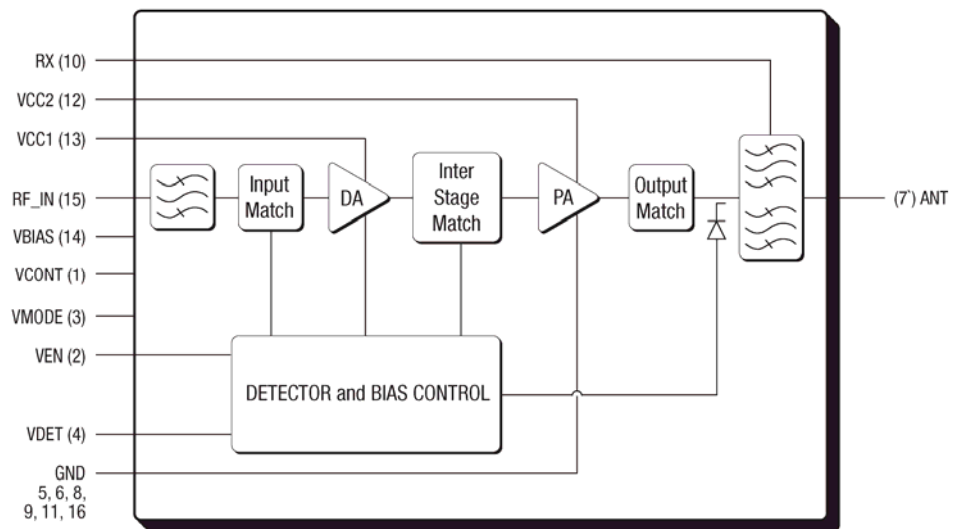 RX (10)
VCC2 (12)
VCC1 (13)
RF_IN (15)
VBIAS (14)
VCONT (1)
VMODE (3)
VEN (2)
VDET (4)
GND
5, 6, 8,
9, 11, 16
Input
Match
DA
Inter
Stage
Match
PA
Output
Match
(7`) ANT
DETECTOR and BIAS CONTROL